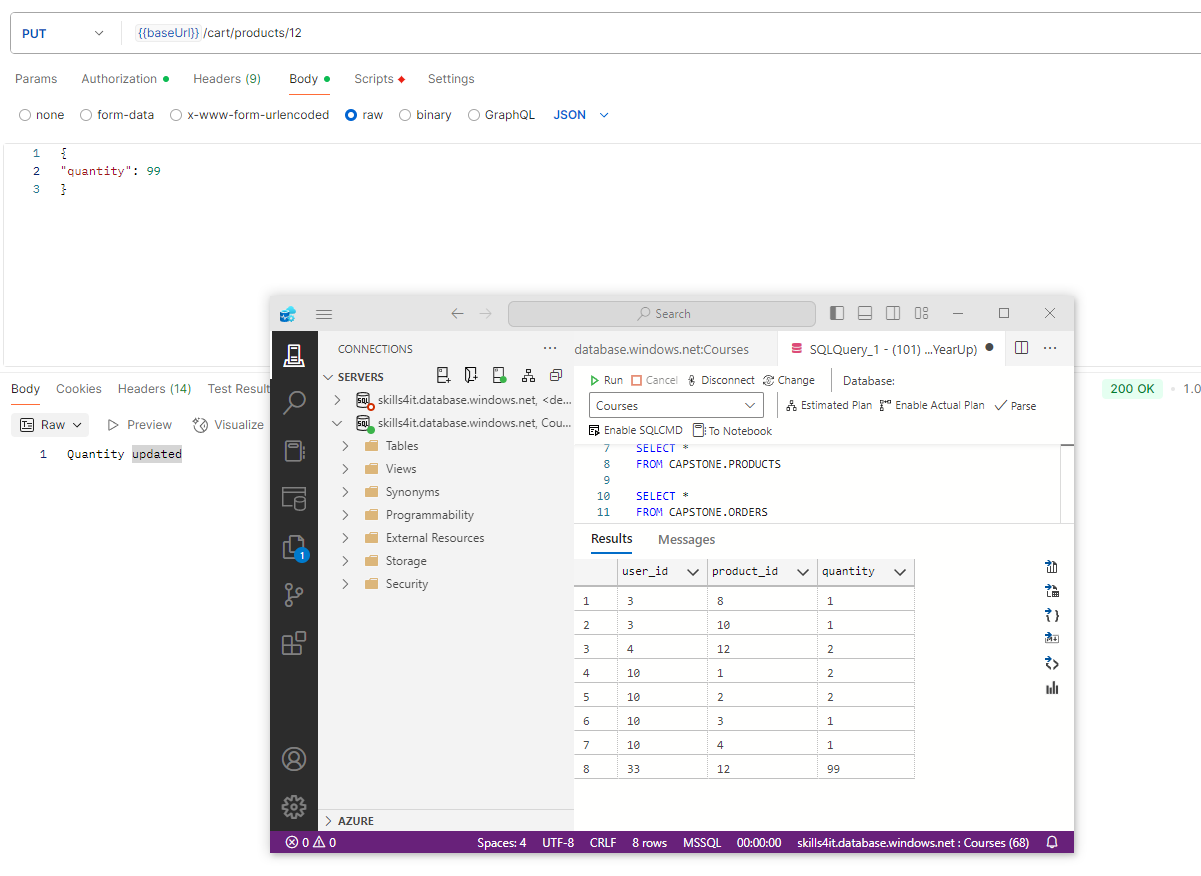 PUT {{baseUrl}} /cart/products/12
Params Authorization Headers (9) Body Scripts Settings
none form-data x-www-form-urlencoded raw binary GraphQL JSON
1 {
2 "quantity": 99
3 }
Body Cookies Headers (14) Test Result
200 OK 1.0
Raw Preview Visualize
1 Quantity updated
Search
CONNECTIONS
SERVERS
skills4it.database.windows.net, <de...
skills4it.database.windows.net, Cou...
Tables
Views
Synonyms
Programmability
External Resources
Storage
Security
AZURE
1
database.windows.net:Courses SQLQuery_1 - (101) ...YearUp)
Run Cancel Disconnect Change Database:
Courses Estimated Plan Enable Actual Plan Parse
Enable SQLCMD To Notebook
7 SELECT *
8 FROM CAPSTONE.PRODUCTS
9
10 SELECT *
11 FROM CAPSTONE.ORDERS
Results Messages
user_id product_id quantity
1 3 8 1
2 3 10 1
3 4 12 2
4 10 1 2
5 10 2 2
6 10 3 1
7 10 4 1
8 33 12 99
0 0 Spaces: 4 UTF-8 CRLF 8 rows MSSQL 00:00:00 skills4it.database.windows.net : Courses (68)